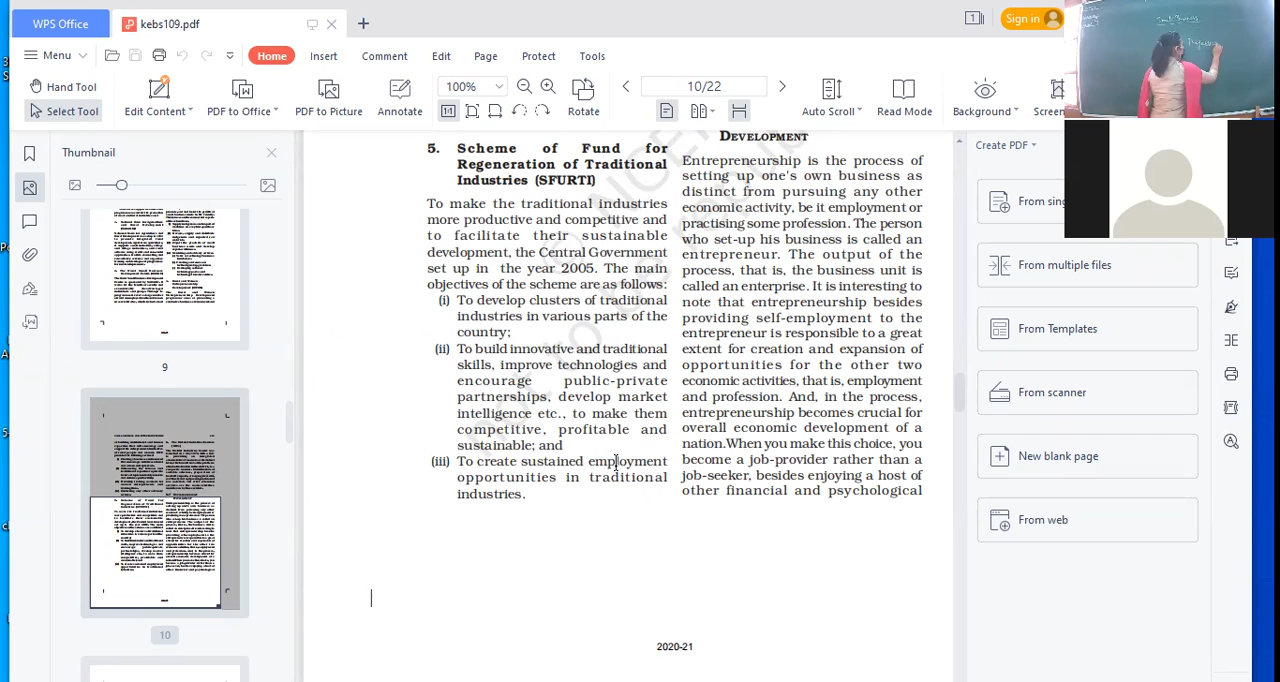 WPS Office
kebs109.pdf
1
Sign in
Menu
Home
Insert
Comment
Edit
Page
Protect
Tools
Hand Tool
Select Tool
Edit Content
PDF to Office
PDF to Picture
Annotate
100%
Rotate
10/22
Auto Scroll
Read Mode
Background
Screen
Thumbnail
9
10
5. Scheme of Fund for
Regeneration of Traditional
Industries (SFURTI)
To make the traditional industries
more productive and competitive and
to facilitate their sustainable
development, the Central Government
set up in the year 2005. The main
objectives of the scheme are as follows:
(i) To develop clusters of traditional
industries in various parts of the
country;
(ii) To build innovative and traditional
skills, improve technologies and
encourage public-private
partnerships, develop market
intelligence etc., to make them
competitive, profitable and
sustainable; and
(iii) To create sustained employment
opportunities in traditional
industries.
DEVELOPMENT
Entrepreneurship is the process of
setting up one's own business as
distinct from pursuing any other
economic activity, be it employment or
practising some profession. The person
who set-up his business is called an
entrepreneur. The output of the
process, that is, the business unit is
called an enterprise. It is interesting to
note that entrepreneurship besides
providing self-employment to the
entrepreneur is responsible to a great
extent for creation and expansion of
opportunities for the other two
economic activities, that is, employment
and profession. And, in the process,
entrepreneurship becomes crucial for
overall economic development of a
nation.When you make this choice, you
become a job-provider rather than a
job-seeker, besides enjoying a host of
other financial and psychological
2020-21
Create PDF
From sing
From multiple files
From Templates
From scanner
New blank page
From web